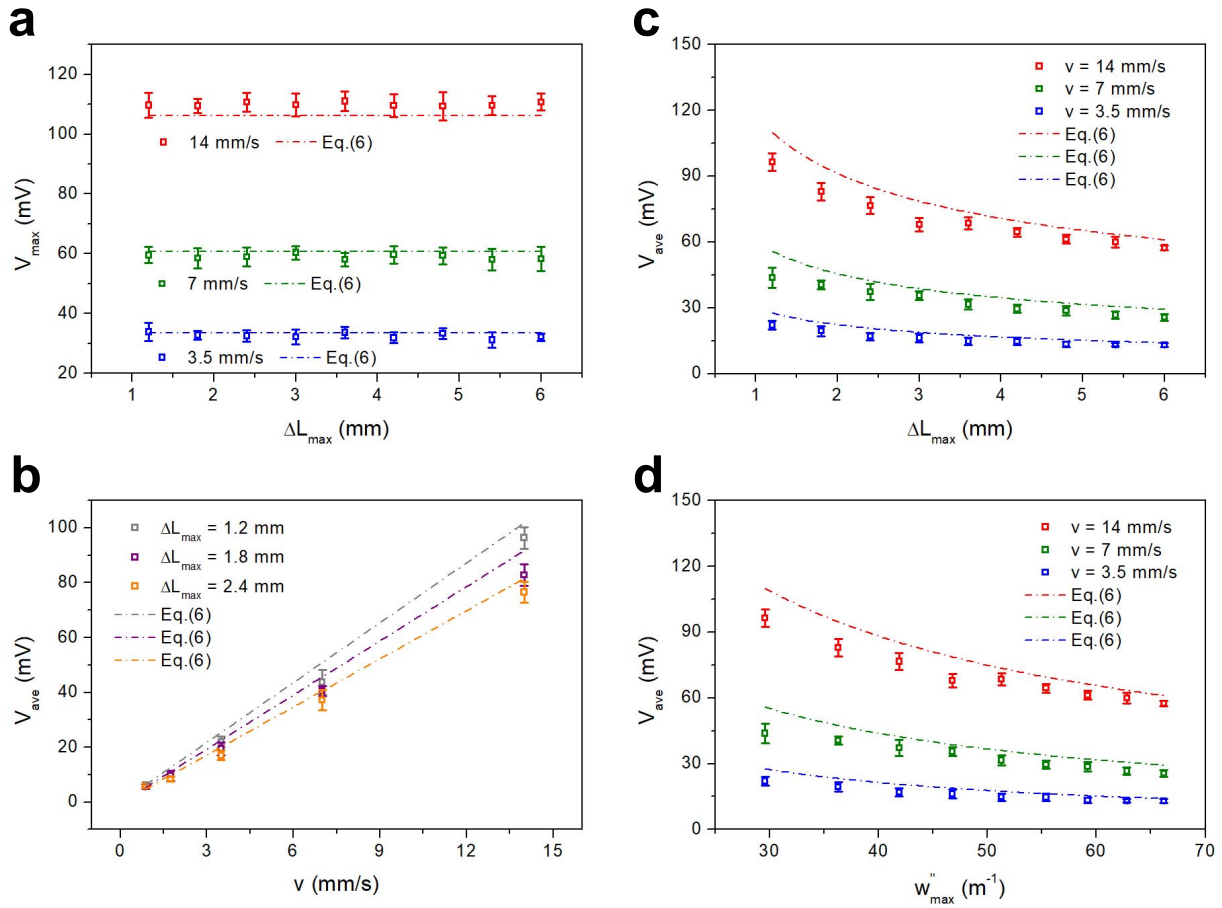 a
120
100
80
60
40
20
V_max (mV)
14 mm/s Eq.(6)
7 mm/s Eq.(6)
3.5 mm/s Eq.(6)
1 2 3 4 5 6
ΔL_max (mm)
c
150
120
90
60
30
0
V_ave (mV)
v = 14 mm/s
v = 7 mm/s
v = 3.5 mm/s
Eq.(6)
Eq.(6)
Eq.(6)
1 2 3 4 5 6
ΔL_max (mm)
b
100
80
60
40
20
0
V_ave (mV)
ΔL_max = 1.2 mm
ΔL_max = 1.8 mm
ΔL_max = 2.4 mm
Eq.(6)
Eq.(6)
Eq.(6)
0 3 6 9 12 15
v (mm/s)
d
150
120
90
60
30
0
V_ave (mV)
v = 14 mm/s
v = 7 mm/s
v = 3.5 mm/s
Eq.(6)
Eq.(6)
Eq.(6)
30 40 50 60 70
w"_max (m⁻¹)